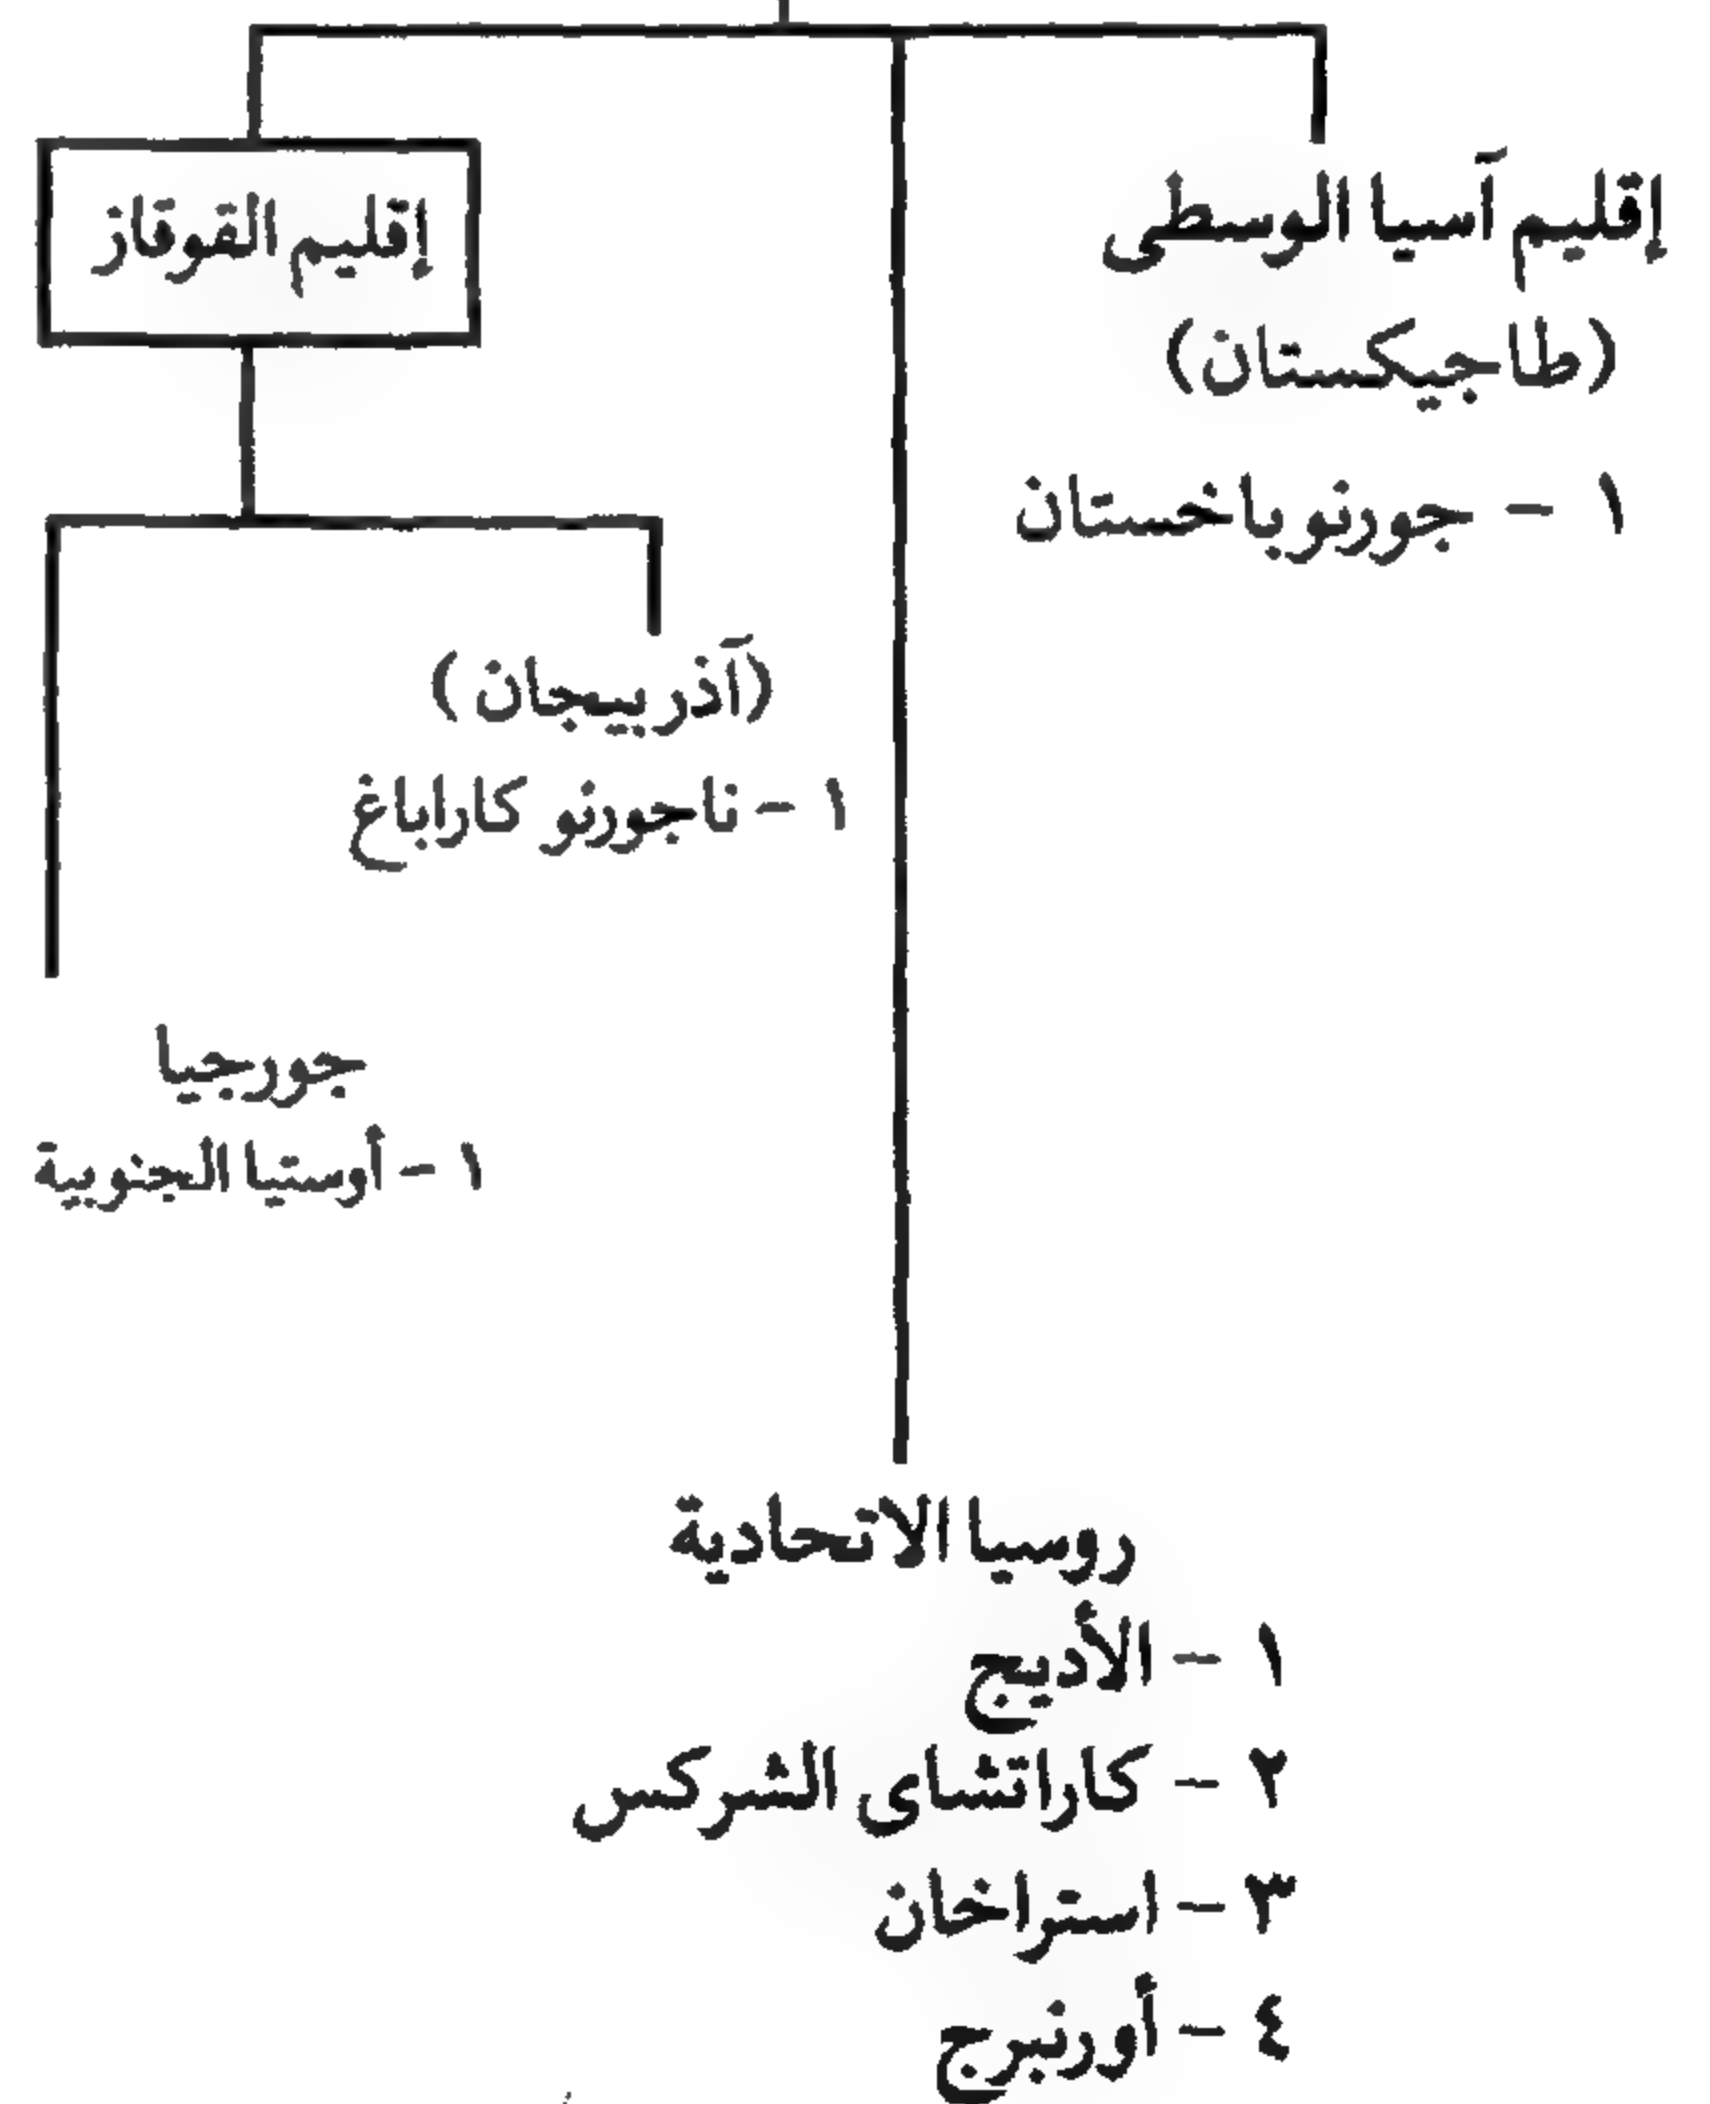 إقليم آسيا الوسطى
(طاجيكستان)
١ - جورنوباخستان
إقليم القوقاز
(آذربيجان)
١ - ناجورنو كاراباغ
جورجيا
١ - أوستيا الجنوبية
روسيا الاتحادية
١ - الأديج
٢ - كاراتشاى الشركس
٣ - استراخان
٤ - أورنبرج